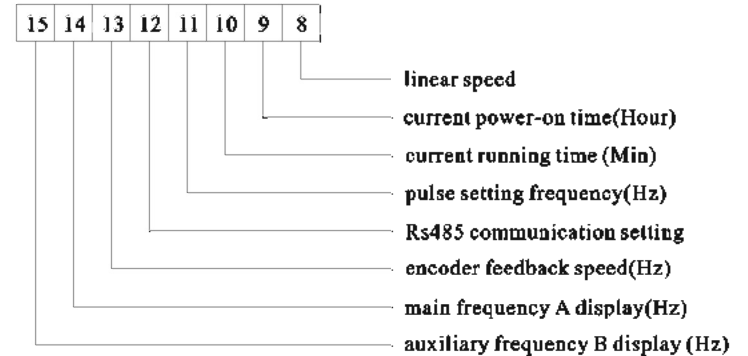 15 14 13 12 11 10 9 8
linear speed
current power-on time(Hour)
current running time (Min)
pulse setting frequency(Hz)
Rs485 communication setting
encoder feedback speed(Hz)
main frequency A display(Hz)
auxiliary frequency B display (Hz)